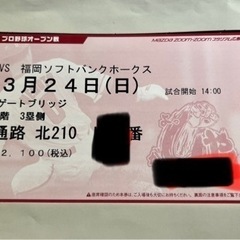 プロ野球オープン戦
MAZDA Zoom-Zoom スタジアム広
VS 福岡ソフトバンクホークス
3月24日(日)
試合開始 14:00
ゲートブリッジ
階 3塁側
通路 北210
番
2,100(税込)